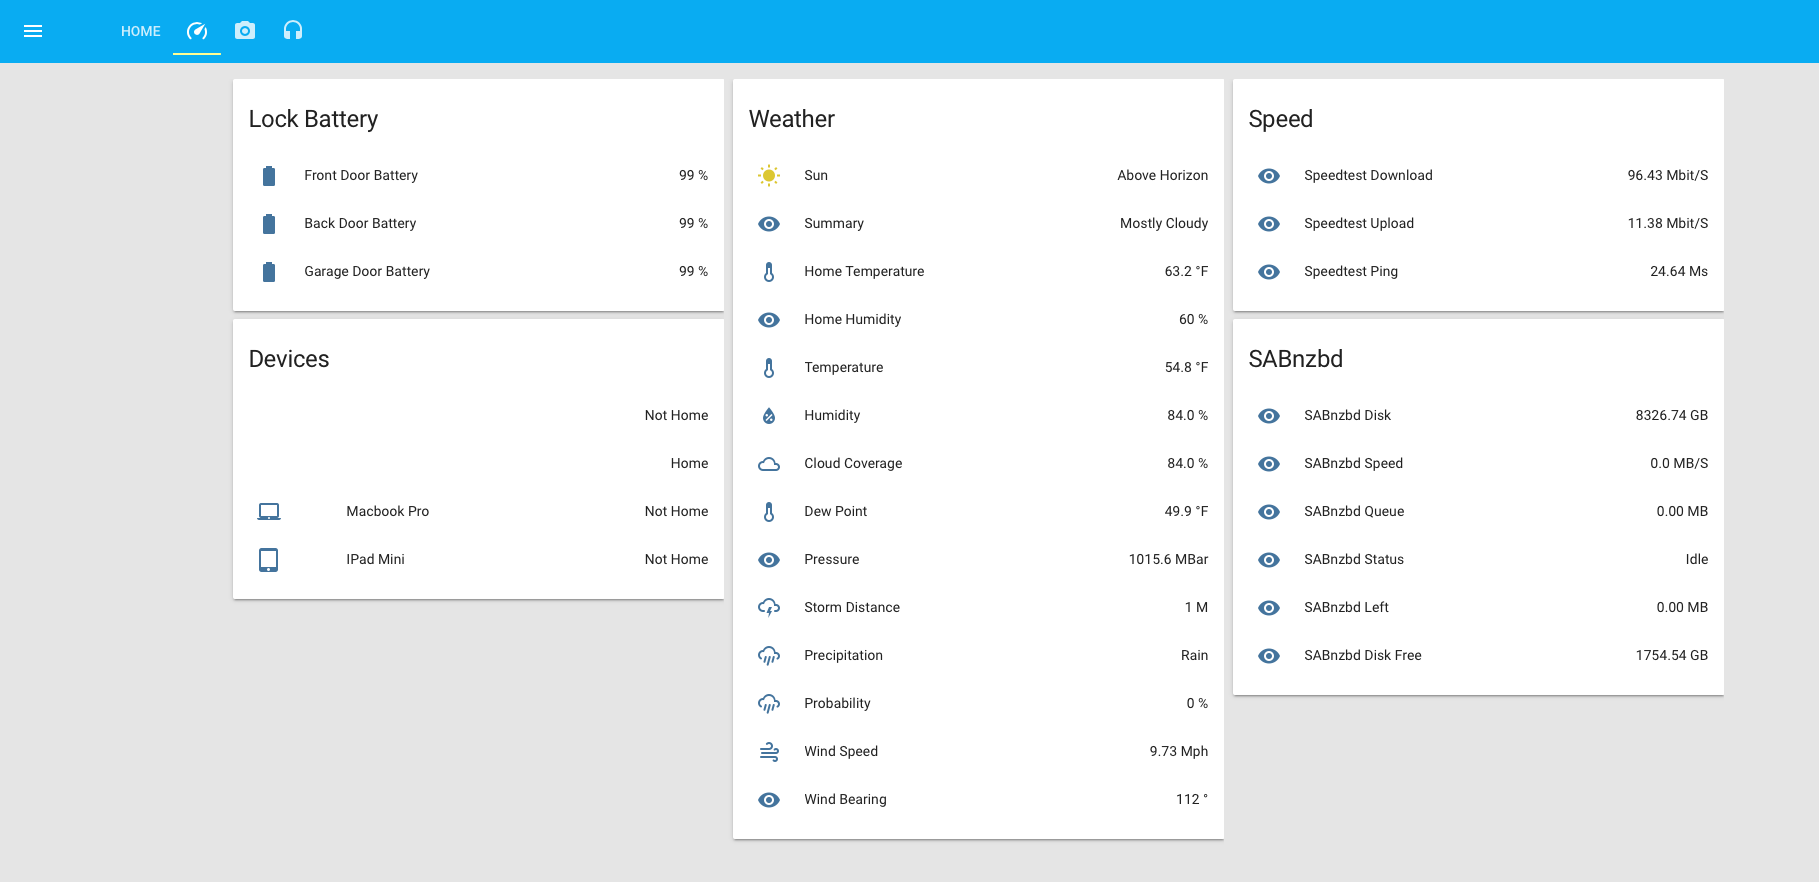 HOME
Lock Battery
Front Door Battery 99 %
Back Door Battery 99 %
Garage Door Battery 99 %
Devices
Not Home
Home
Macbook Pro Not Home
IPad Mini Not Home
Weather
Sun Above Horizon
Summary Mostly Cloudy
Home Temperature 63.2 °F
Home Humidity 60 %
Temperature 54.8 °F
Humidity 84.0 %
Cloud Coverage 84.0 %
Dew Point 49.9 °F
Pressure 1015.6 MBar
Storm Distance 1 M
Precipitation Rain
Probability 0 %
Wind Speed 9.73 Mph
Wind Bearing 112 °
Speed
Speedtest Download 96.43 Mbit/S
Speedtest Upload 11.38 Mbit/S
Speedtest Ping 24.64 Ms
SABnzbd
SABnzbd Disk 8326.74 GB
SABnzbd Speed 0.0 MB/S
SABnzbd Queue 0.00 MB
SABnzbd Status Idle
SABnzbd Left 0.00 MB
SABnzbd Disk Free 1754.54 GB